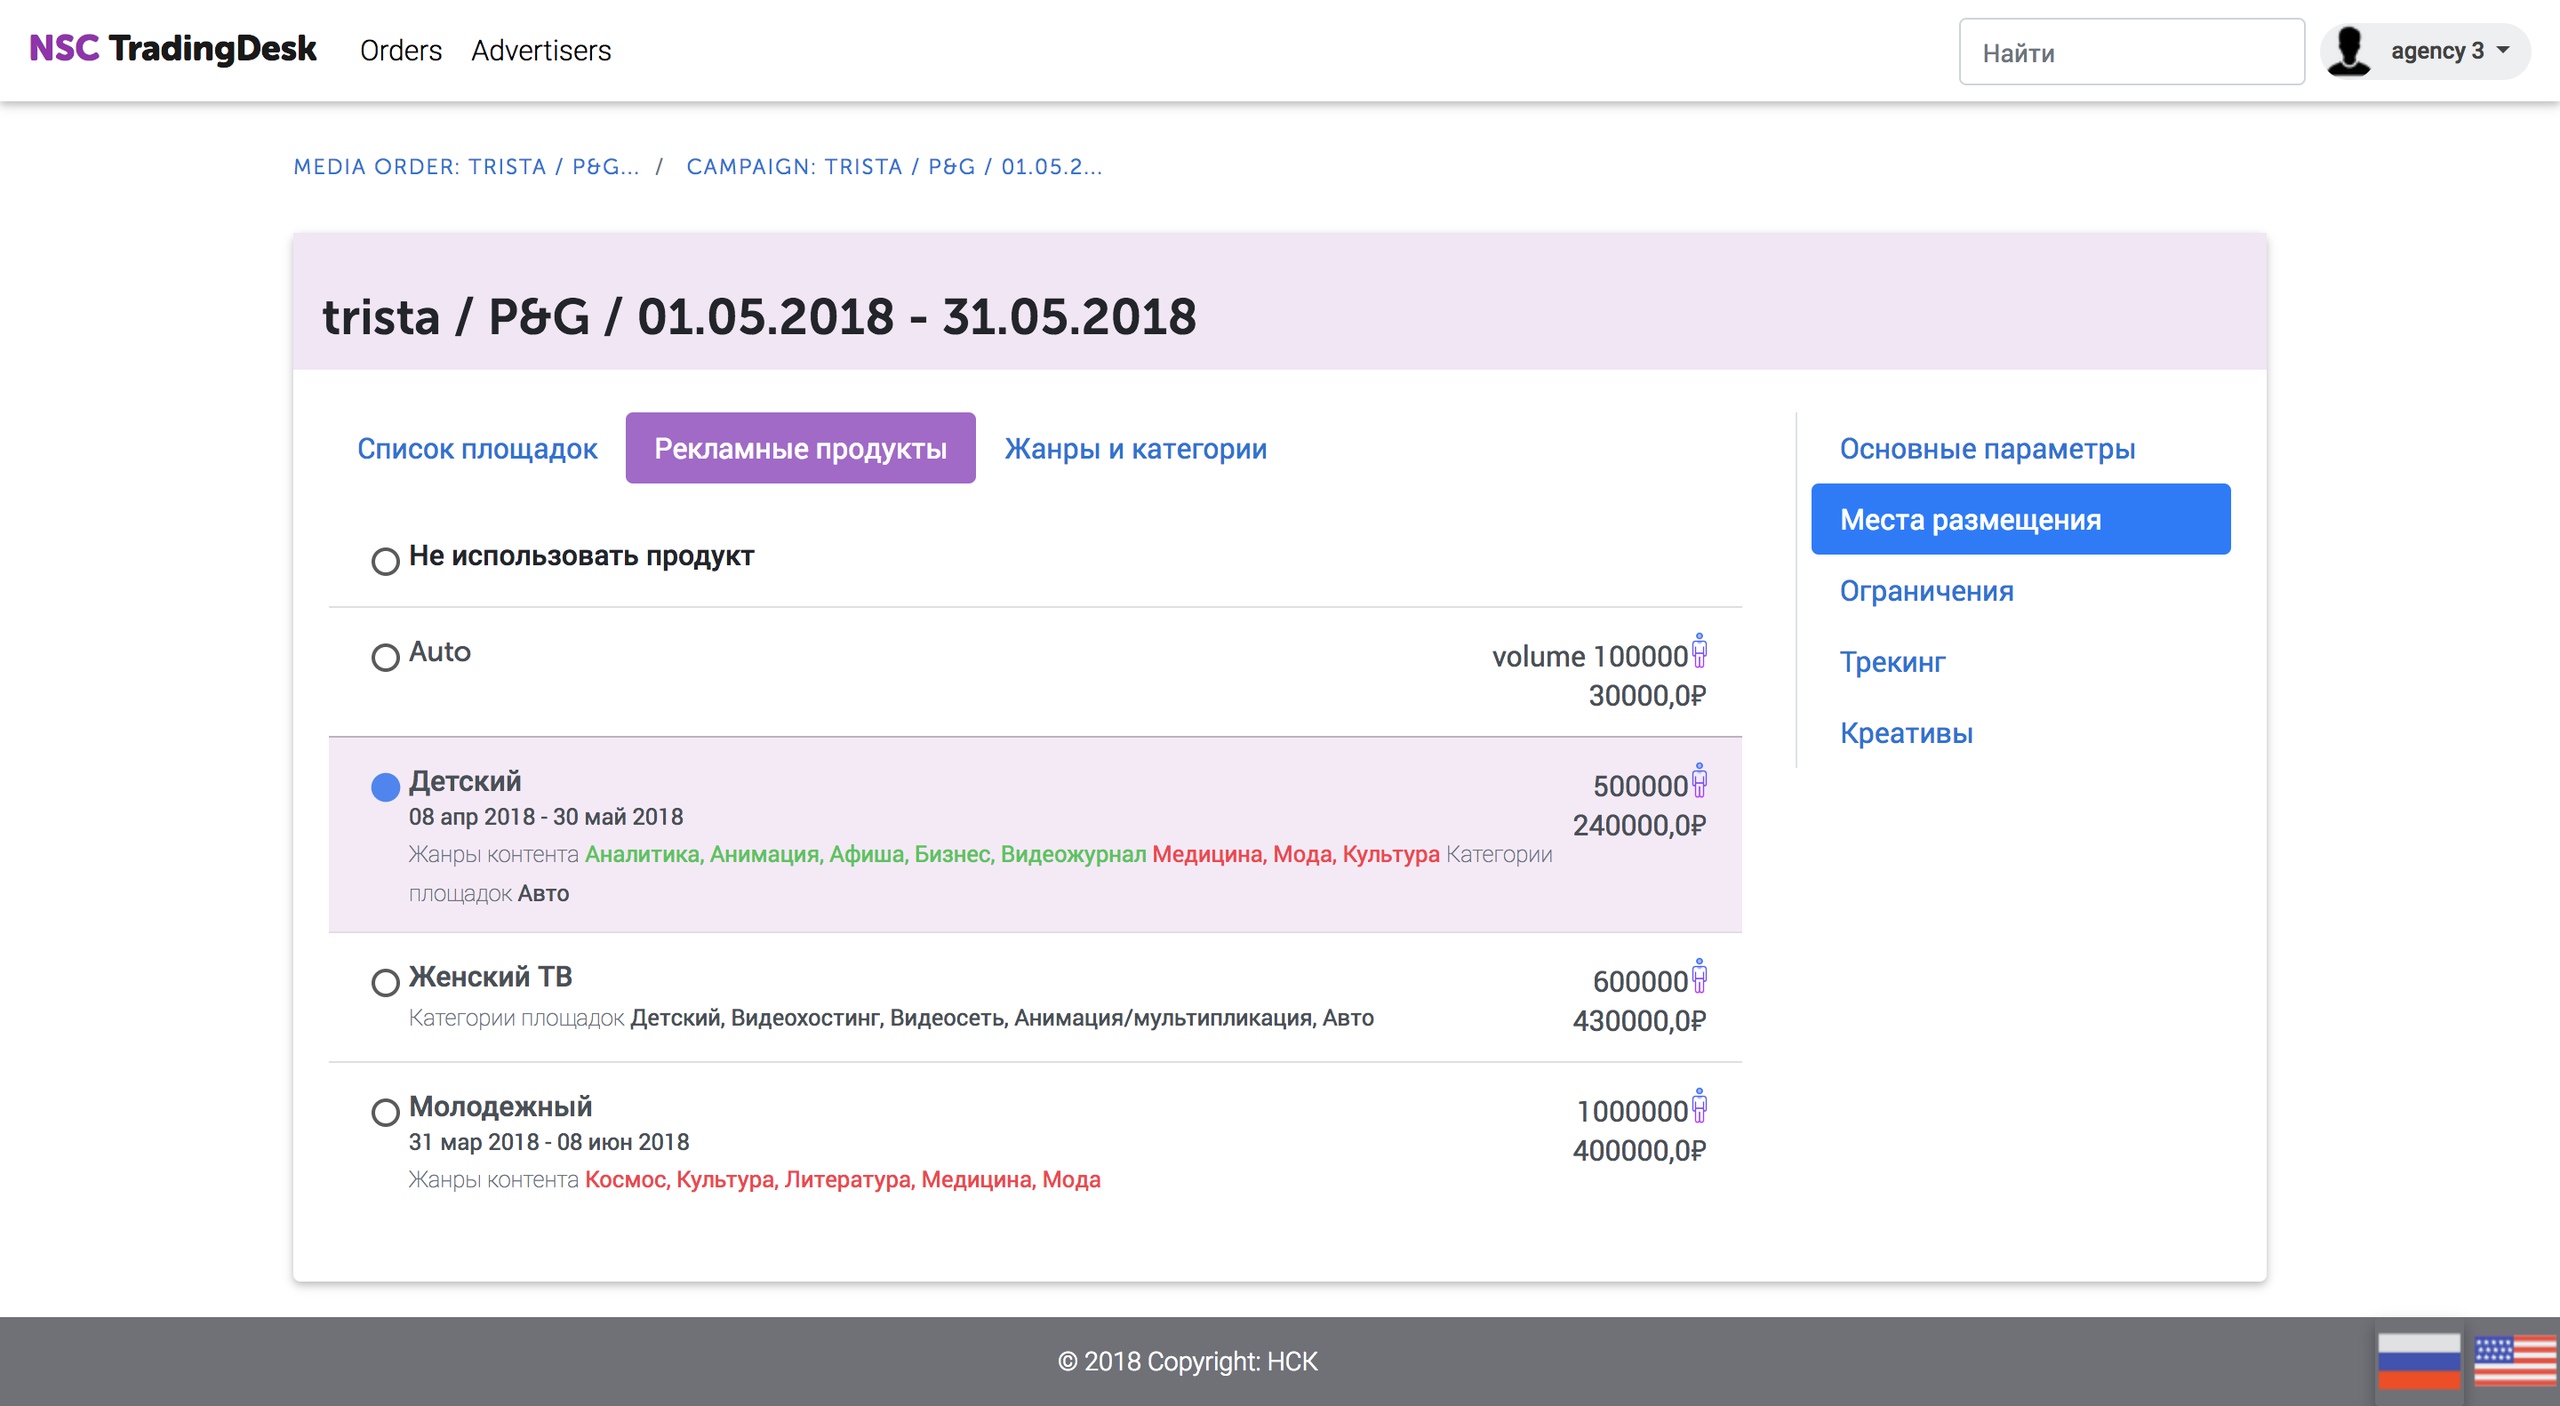 NSC TradingDesk
Orders
Advertisers
Найти
agency 3
MEDIA ORDER: TRISTA / P&G... / CAMPAIGN: TRISTA / P&G / 01.05.2...
trista / P&G / 01.05.2018 - 31.05.2018
Список площадок
Рекламные продукты
Жанры и категории
Не использовать продукт
Auto
volume 100000
30000,0₽
Детский
08 апр 2018 - 30 май 2018
Жанры контента Аналитика, Анимация, Афиша, Бизнес, Видеожурнал Медицина, Мода, Культура Категории
площадок Авто
500000
240000,0₽
Женский ТВ
Категории площадок Детский, Видеохостинг, Видеосеть, Анимация/мультипликация, Авто
600000
430000,0₽
Молодежный
31 мар 2018 - 08 июн 2018
Жанры контента Космос, Культура, Литература, Медицина, Мода
1000000
400000,0₽
Основные параметры
Места размещения
Ограничения
Трекинг
Креативы
© 2018 Copyright: НСК